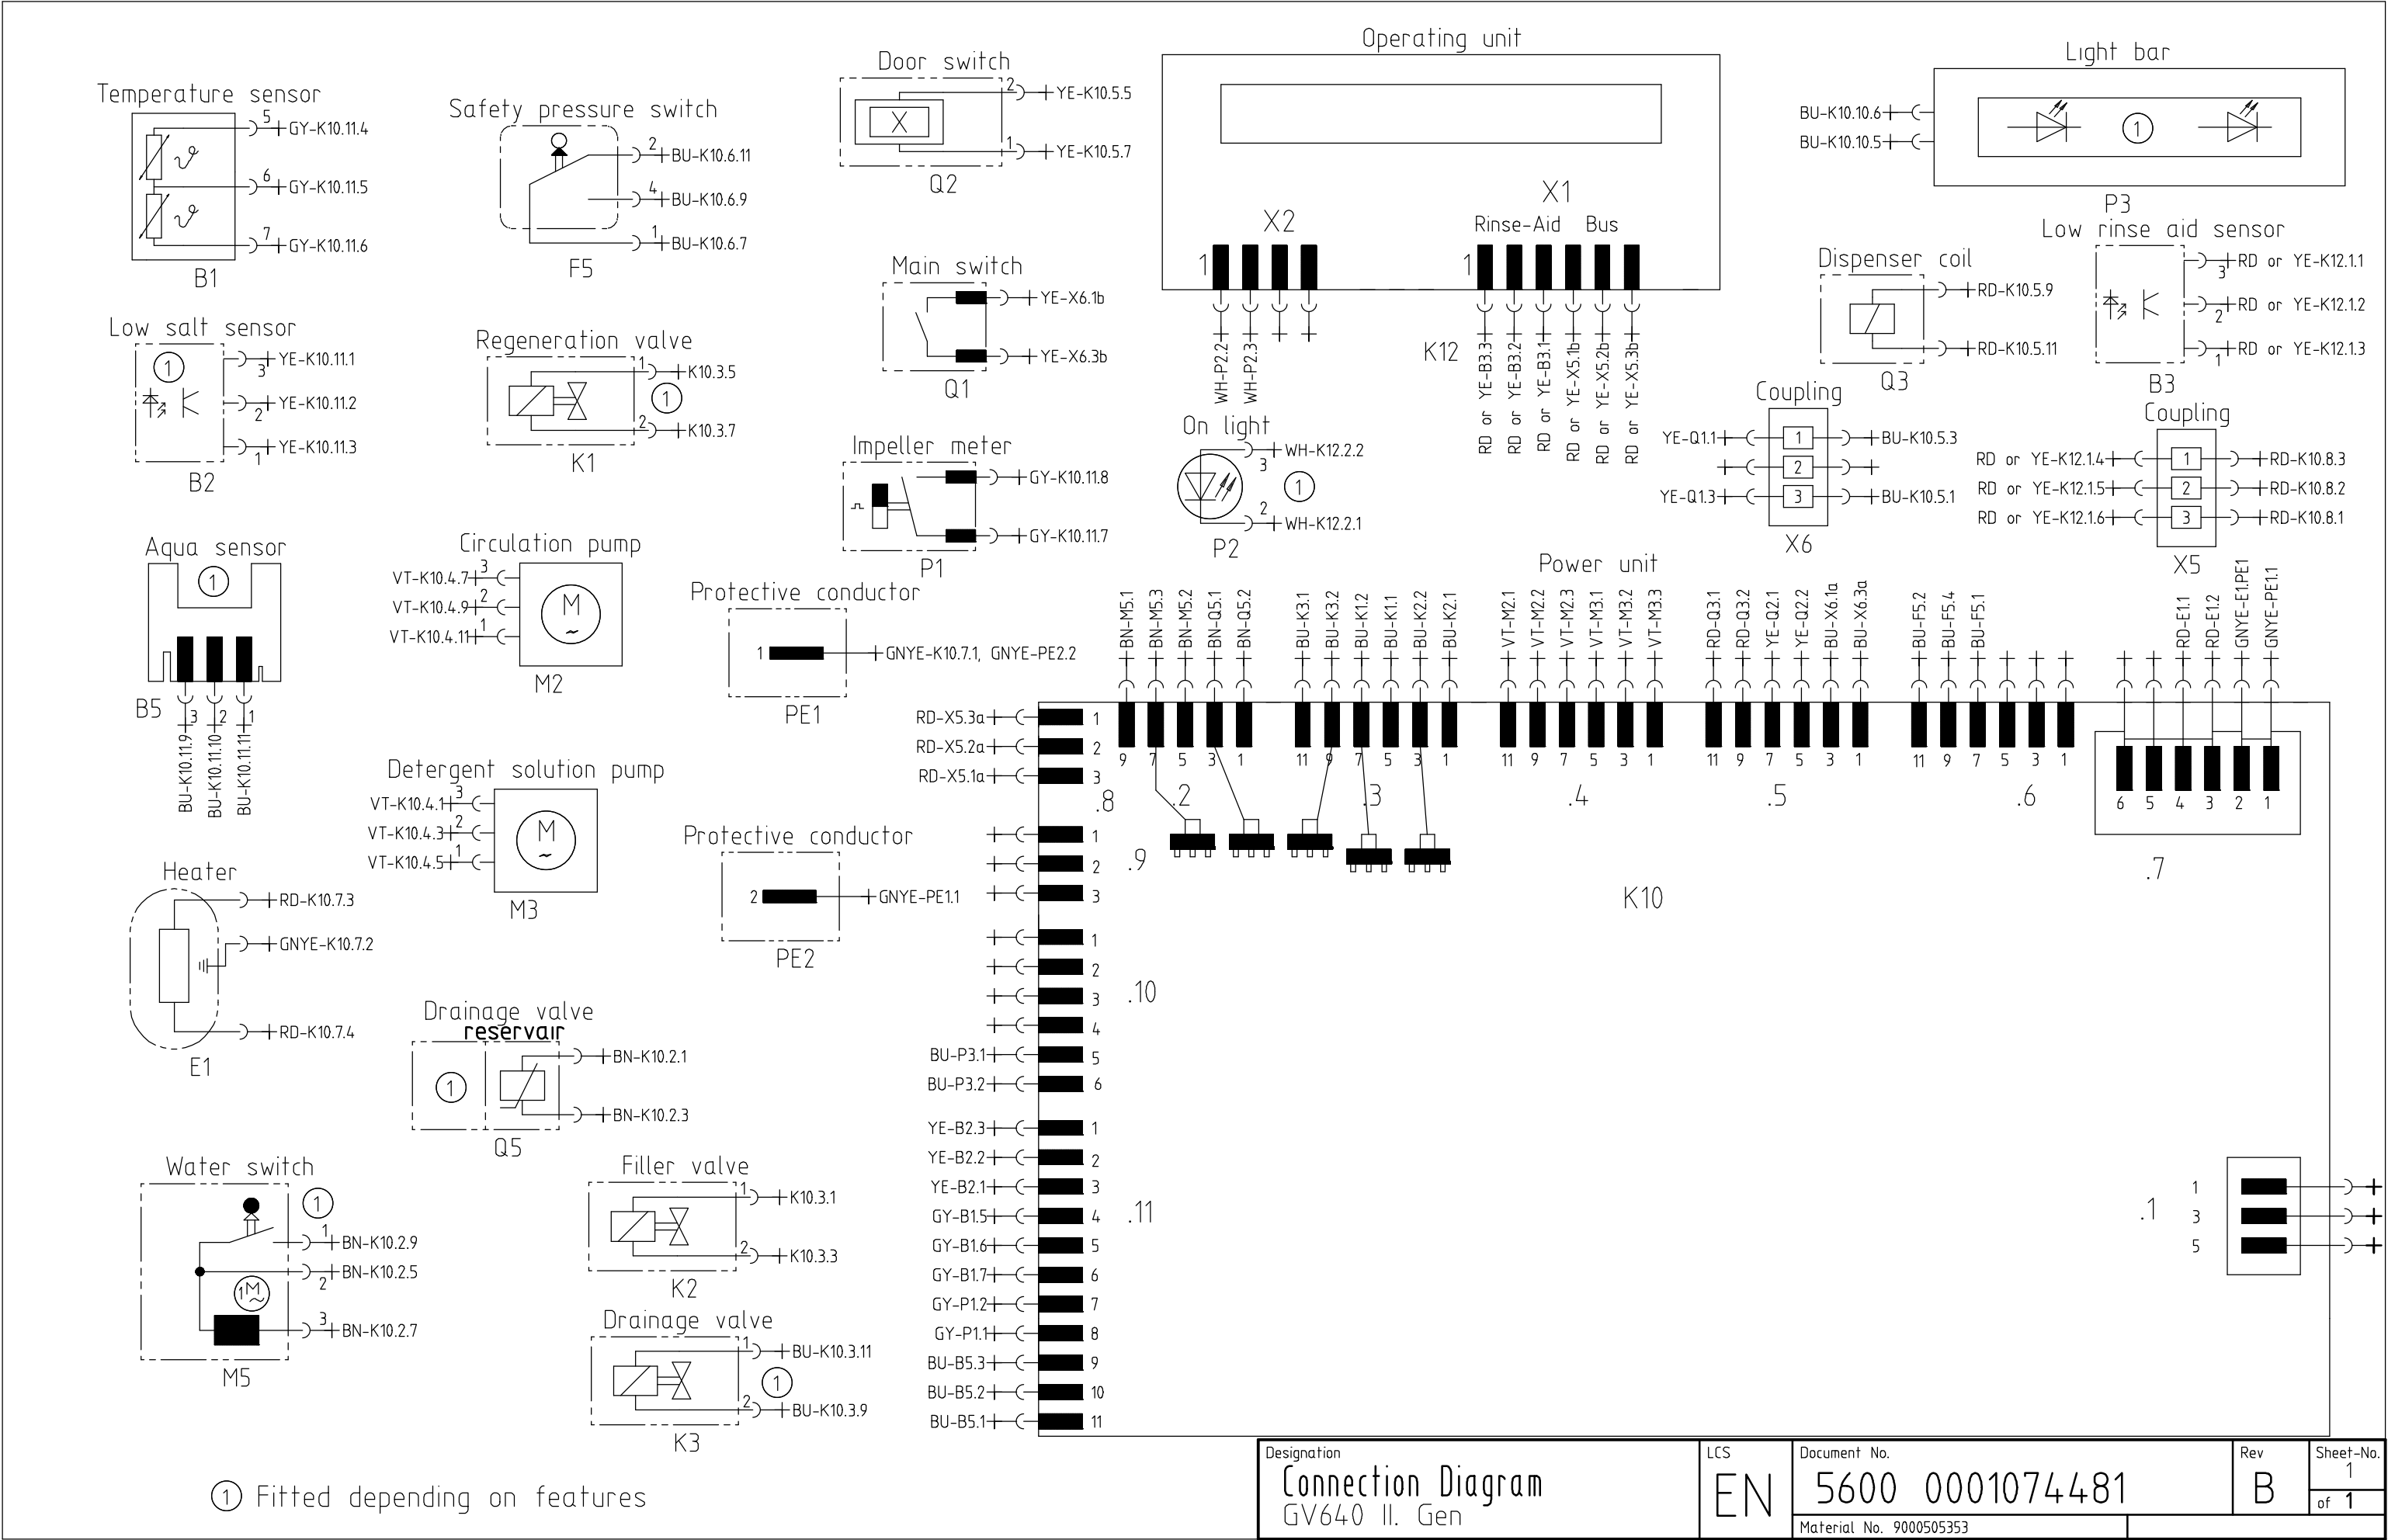 Temperature sensor
5
GY-K10.11.4
6
GY-K10.11.5
7
GY-K10.11.6
B1
Low salt sensor
1
3
YE-K10.11.1
2
YE-K10.11.2
1
YE-K10.11.3
B2
Aqua sensor
1
B5
3
2
1
BU-K10.11.9
BU-K10.11.10
BU-K10.11.11
Heater
RD-K10.7.3
GNYE-K10.7.2
RD-K10.7.4
E1
Water switch
1
1
BN-K10.2.9
2
BN-K10.2.5
1M
3
BN-K10.2.7
M5
Safety pressure switch
2
BU-K10.6.11
4
BU-K10.6.9
1
BU-K10.6.7
F5
Regeneration valve
1
K10.3.5
1
2
K10.3.7
K1
Circulation pump
VT-K10.4.7
3
VT-K10.4.9
2
VT-K10.4.11
1
M
~
M2
Detergent solution pump
VT-K10.4.1
3
VT-K10.4.3
2
VT-K10.4.5
1
M
~
M3
Drainage valve
reservair
1
BN-K10.2.1
BN-K10.2.3
Q5
Filler valve
1
K10.3.1
2
K10.3.3
K2
Drainage valve
1
BU-K10.3.11
1
2
BU-K10.3.9
K3
Door switch
X
2
YE-K10.5.5
1
YE-K10.5.7
Q2
Main switch
YE-X6.1b
YE-X6.3b
Q1
Impeller meter
GY-K10.11.8
GY-K10.11.7
P1
Protective conductor
1
GNYE-K10.7.1, GNYE-PE2.2
PE1
Protective conductor
2
GNYE-PE1.1
PE2
Operating unit
X2
1
WH-P2.2
WH-P2.3
X1
Rinse-Aid Bus
1
K12
RD or YE-B3.3
RD or YE-B3.2
RD or YE-B3.1
RD or YE-X5.1b
RD or YE-X5.2b
RD or YE-X5.3b
On light
3
WH-K12.2.2
1
2
WH-K12.2.1
P2
Light bar
BU-K10.10.6
BU-K10.10.5
1
P3
Dispenser coil
RD-K10.5.9
RD-K10.5.11
Q3
Low rinse aid sensor
3
RD or YE-K12.1.1
2
RD or YE-K12.1.2
1
RD or YE-K12.1.3
B3
Coupling
YE-Q1.1
1
BU-K10.5.3
2
YE-Q1.3
3
BU-K10.5.1
X6
Coupling
RD or YE-K12.1.4
1
RD-K10.8.3
RD or YE-K12.1.5
2
RD-K10.8.2
RD or YE-K12.1.6
3
RD-K10.8.1
X5
Power unit
BN-M5.1
BN-M5.3
BN-M5.2
BN-Q5.1
BN-Q5.2
BU-K3.1
BU-K3.2
BU-K1.2
BU-K1.1
BU-K2.2
BU-K2.1
VT-M2.1
VT-M2.2
VT-M2.3
VT-M3.1
VT-M3.2
VT-M3.3
RD-Q3.1
RD-Q3.2
YE-Q2.1
YE-Q2.2
BU-X6.1a
BU-X6.3a
BU-F5.2
BU-F5.4
BU-F5.1
RD-E1.1
RD-E1.2
GNYE-E1.PE1
GNYE-PE1.1
9 7 5 3 1
11 9 7 5 3 1
11 9 7 5 3 1
11 9 7 5 3 1
11 9 7 5 3 1
6 5 4 3 2 1
.2
.3
.4
.5
.6
.7
RD-X5.3a
1
RD-X5.2a
2
RD-X5.1a
3
.8
1
2
3
.9
K10
1
2
3
4
.10
BU-P3.1
5
BU-P3.2
6
YE-B2.3
1
YE-B2.2
2
YE-B2.1
3
GY-B1.5
4
.11
GY-B1.6
5
GY-B1.7
6
GY-P1.2
7
GY-P1.1
8
BU-B5.3
9
BU-B5.2
10
BU-B5.1
11
.1
1
3
5
1 Fitted depending on features
Designation
Connection Diagram
GV640 II. Gen
LCS
EN
Document No.
5600 0001074481
Material No. 9000505353
Rev
B
Sheet-No.
1
of 1